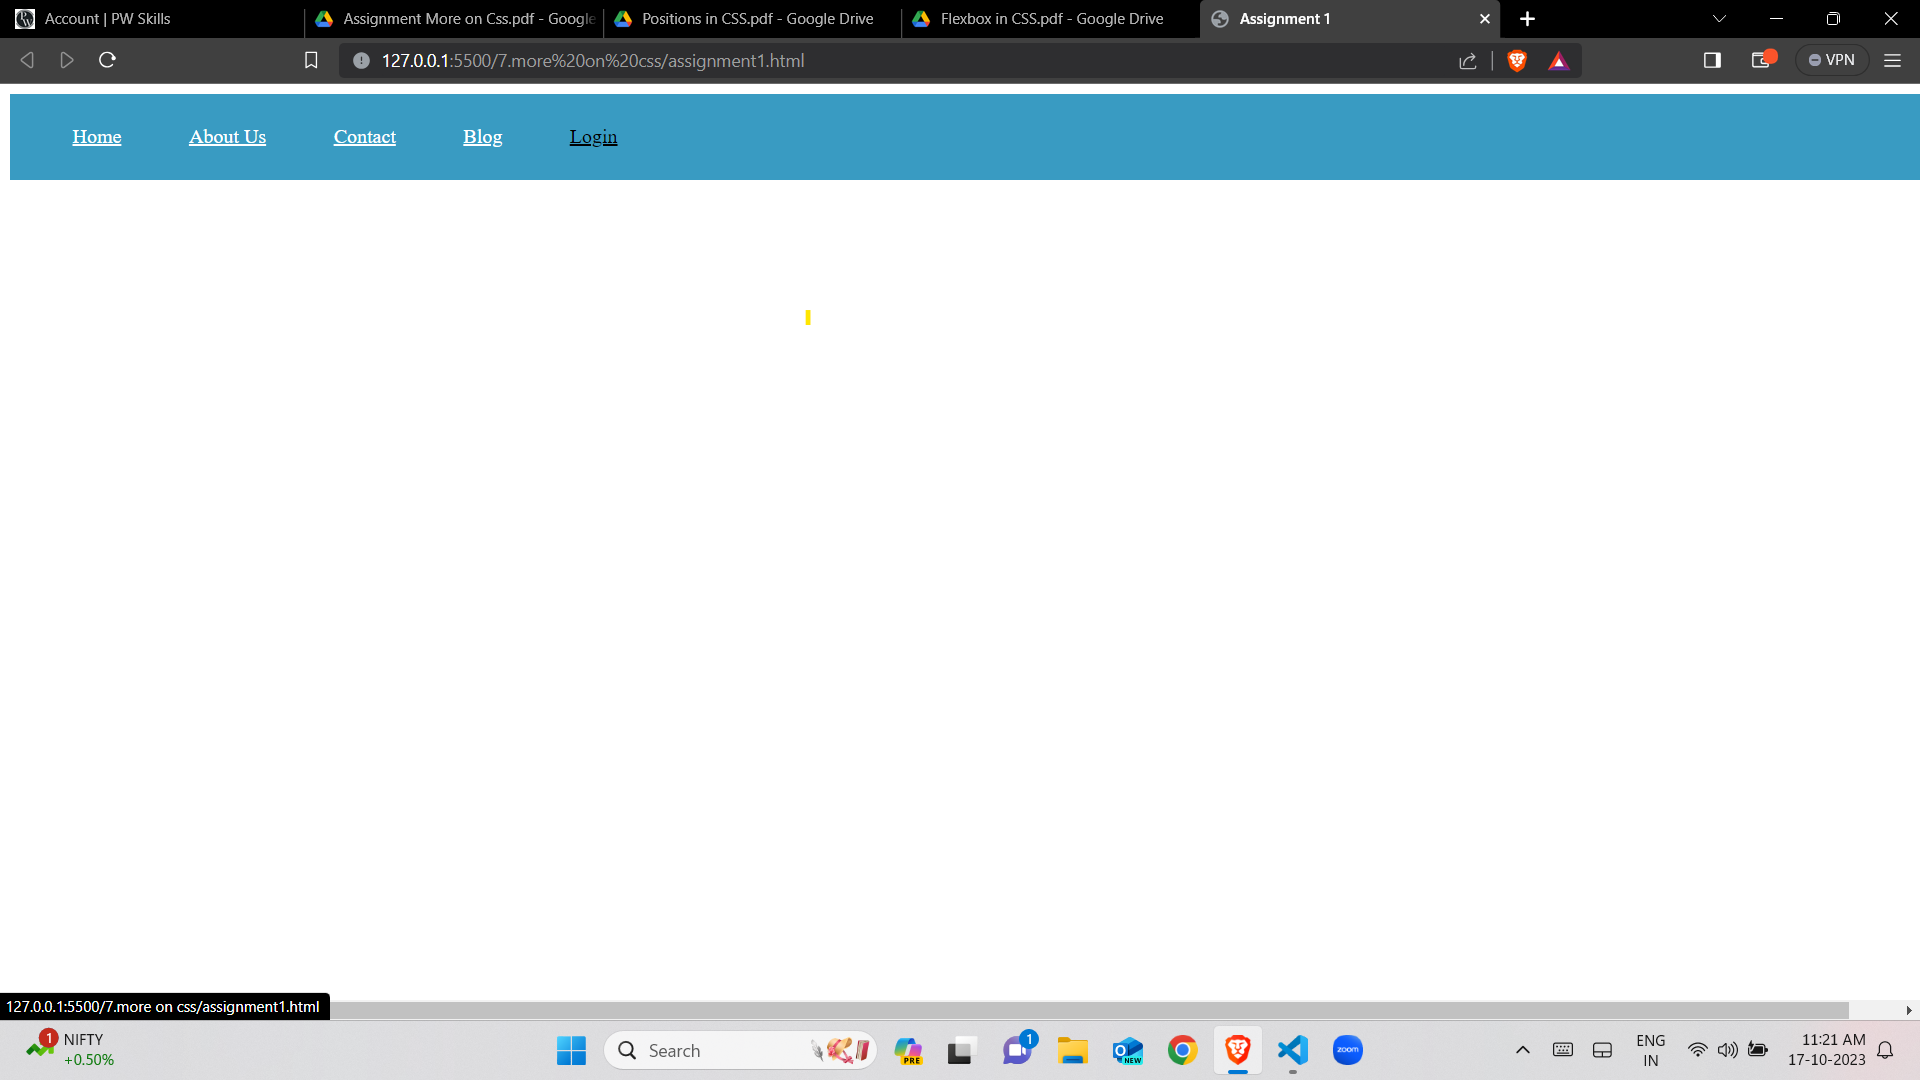 Account | PW Skills
Assignment More on Css.pdf - Google
Positions in CSS.pdf - Google Drive
Flexbox in CSS.pdf - Google Drive
Assignment 1
127.0.0.1:5500/7.more%20on%20css/assignment1.html
VPN
Home
About Us
Contact
Blog
Login
127.0.0.1:5500/7.more on css/assignment1.html
1
NIFTY
+0.50%
Search
PRE
1
NEW
zoom
ENG
IN
11:21 AM
17-10-2023